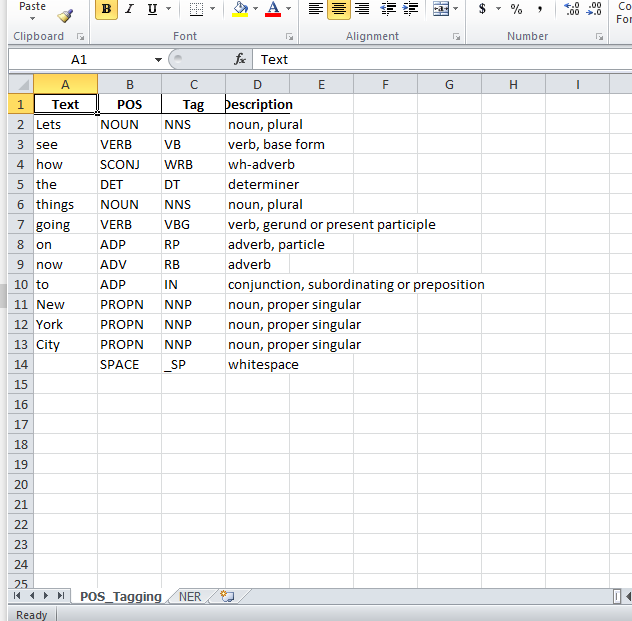 Paste B I U A $ % , .00 .00
Clipboard Font Alignment Number For
A1 fx Text
A B C D E F G H I
1 Text POS Tag Description
2 Lets NOUN NNS noun, plural
3 see VERB VB verb, base form
4 how SCONJ WRB wh-adverb
5 the DET DT determiner
6 things NOUN NNS noun, plural
7 going VERB VBG verb, gerund or present participle
8 on ADP RP adverb, particle
9 now ADV RB adverb
10 to ADP IN conjunction, subordinating or preposition
11 New PROPN NNP noun, proper singular
12 York PROPN NNP noun, proper singular
13 City PROPN NNP noun, proper singular
14 SPACE _SP whitespace
15
16
17
18
19
20
21
22
23
24
25
POS_Tagging NER
Ready